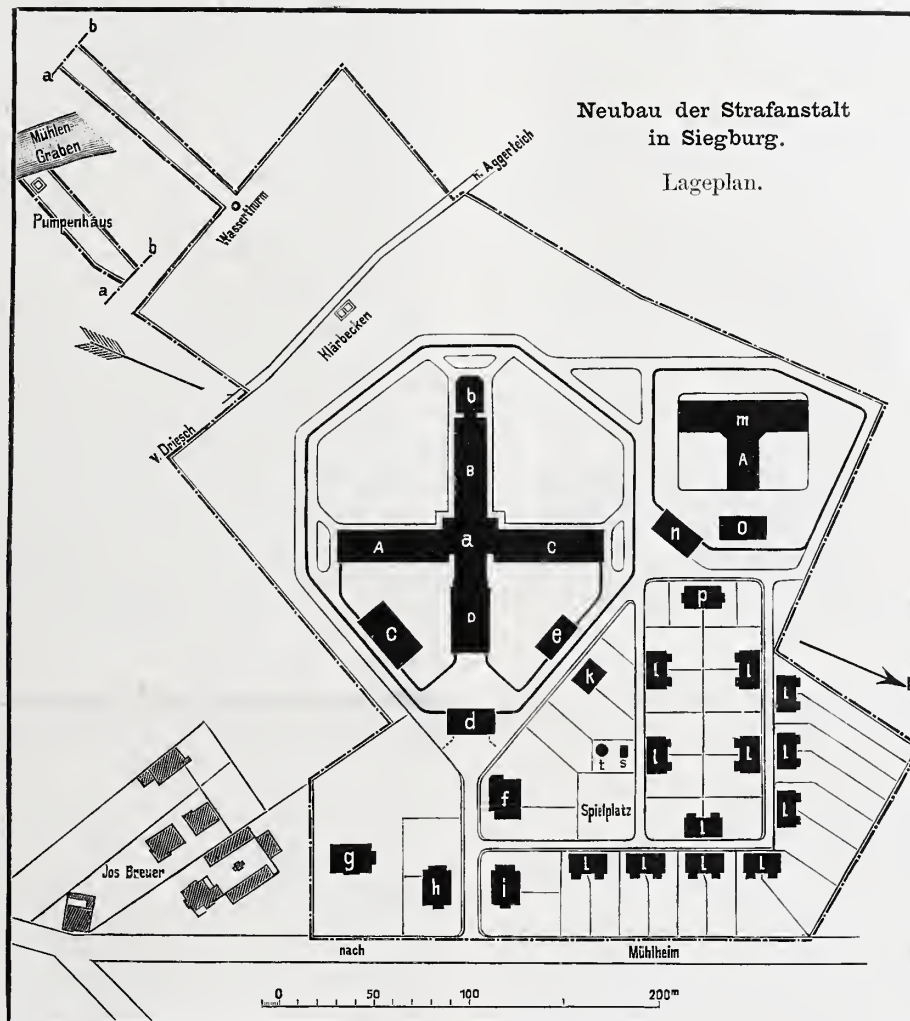 Neubau der Strafanstalt
in Siegburg.
Lageplan.
b
a
Mühlen-
Graben
Pumpenhaus
b
a
Wasserthurm
n. Aggerteich
Klärbecken
v. Driesch
b
B
A
a
C
D
c
e
d
m
A
n
o
p
k
l
l
l
l
l
l
l
l
t
s
f
Spielplatz
l
g
h
i
l
l
l
l
Jos Breuer
nach
Mühlheim
0
50
100
200m